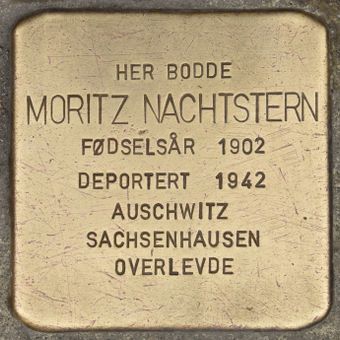 HER BODDE
MORITZ NACHTSTERN
FØDSELSÅR 1902
DEPORTERT 1942
AUSCHWITZ
SACHSENHAUSEN
OVERLEVDE